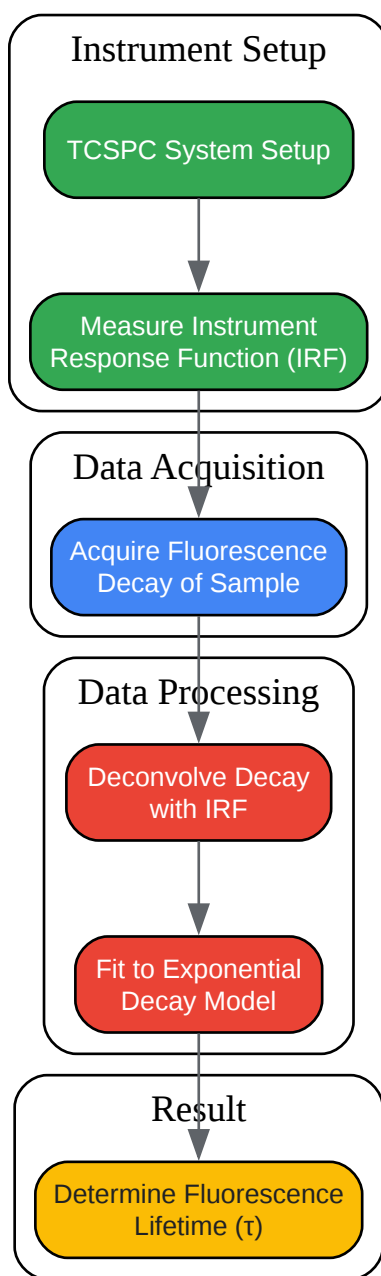 Instrument Setup
TCSPC System Setup
Measure Instrument
Response Function (IRF)
Data Acquisition
Acquire Fluorescence
Decay of Sample
Data Processing
Deconvolve Decay
with IRF
Fit to Exponential
Decay Model
Result
Determine Fluorescence
Lifetime (τ)